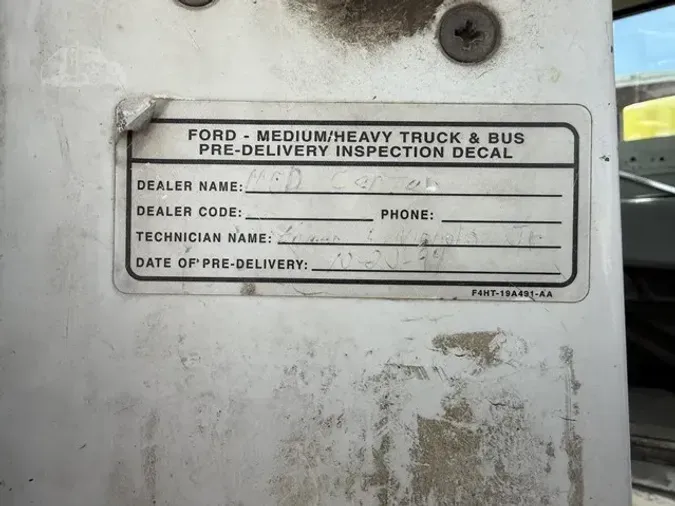 FORD - MEDIUM/HEAVY TRUCK & BUS
PRE-DELIVERY INSPECTION DECAL
DEALER NAME:
DEALER CODE: PHONE:
TECHNICIAN NAME: Jr
DATE OF PRE-DELIVERY:
F4HT-19A491-AA